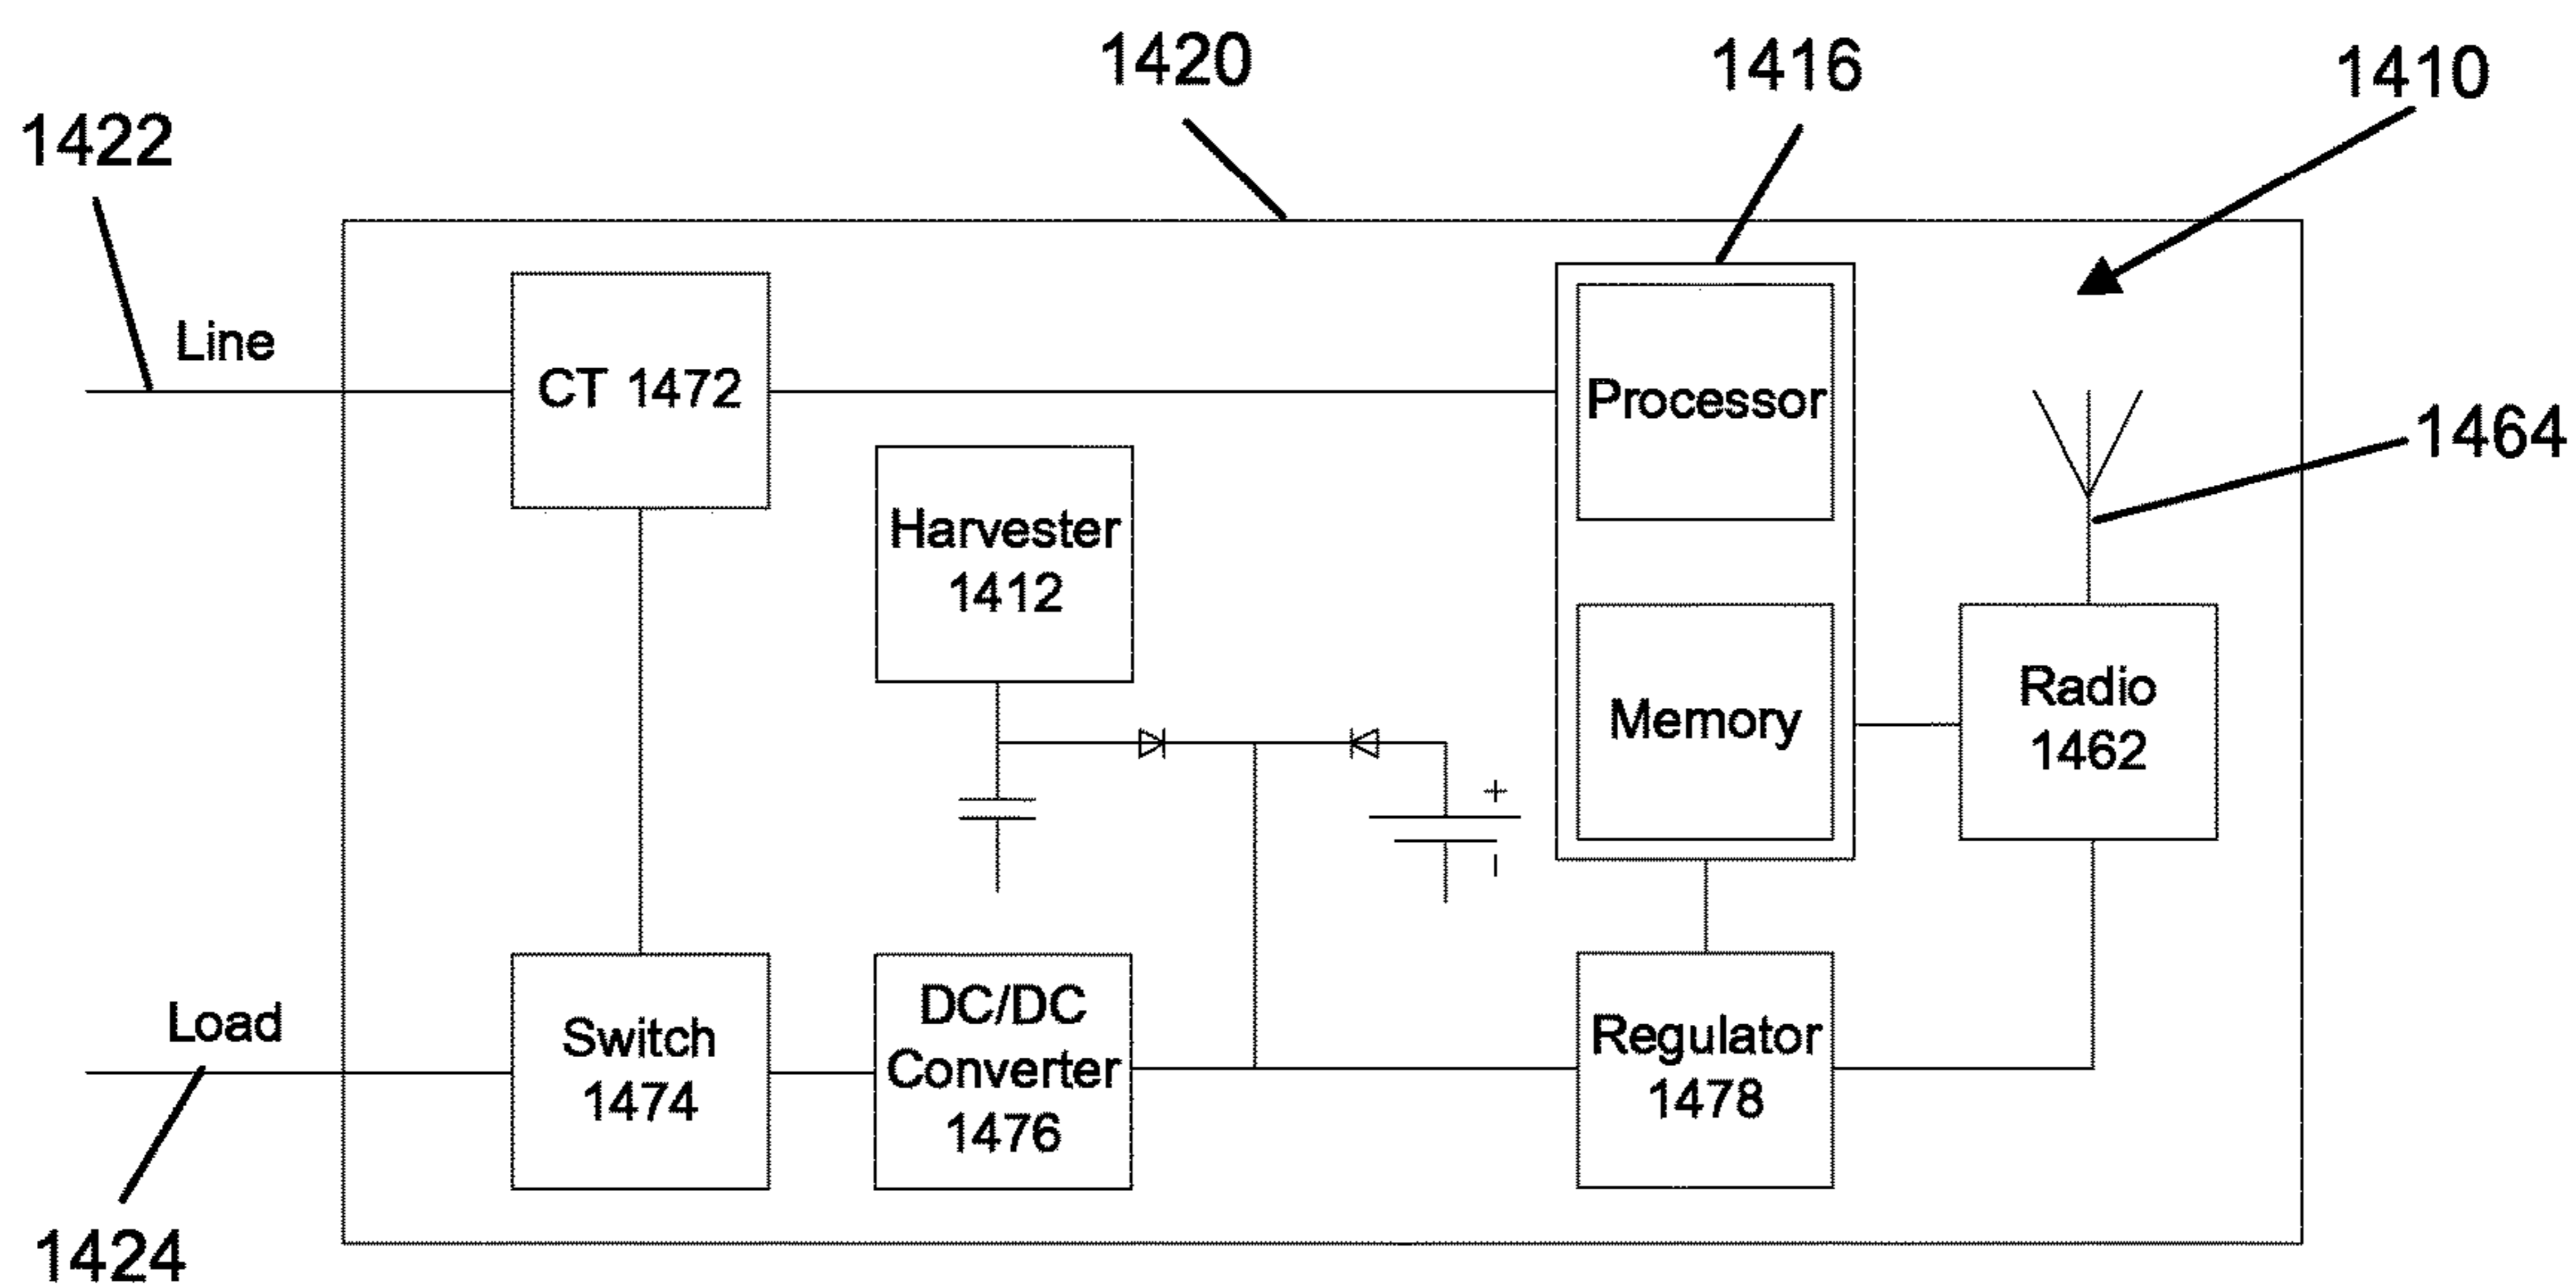 1420
1416
1410
1422
Line
CT 1472
Processor
1464
Harvester
1412
Memory
Radio
1462
+
-
Load
Switch
1474
DC/DC
Converter
1476
Regulator
1478
1424